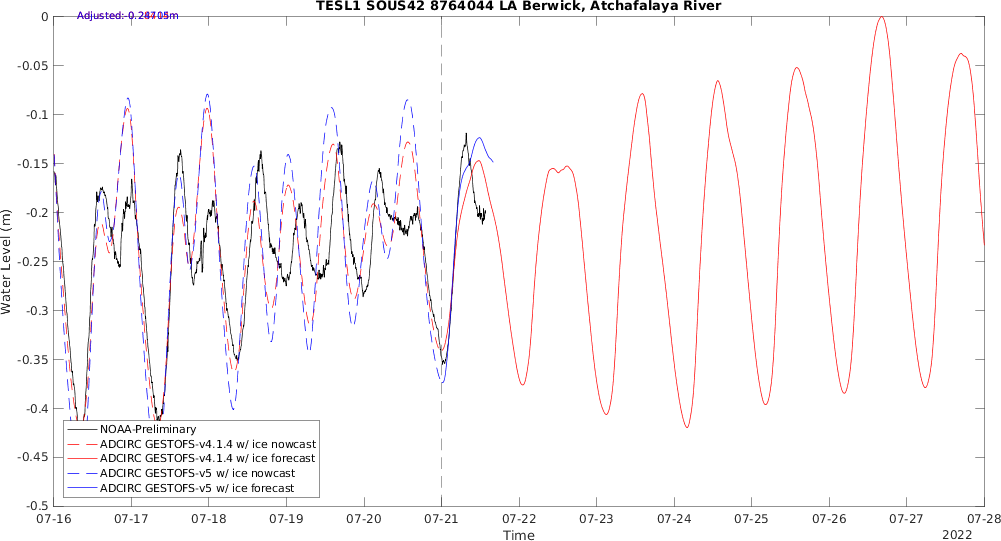 TESL1 SOUS42 8764044 LA Berwick, Atchafalaya River
Adjusted:
0
-0.05
-0.1
-0.15
-0.2
-0.25
-0.3
-0.35
-0.4
-0.45
-0.5
Water Level (m)
NOAA-Preliminary
ADCIRC GESTOFS-v4.1.4 w/ ice nowcast
ADCIRC GESTOFS-v4.1.4 w/ ice forecast
ADCIRC GESTOFS-v5 w/ ice nowcast
ADCIRC GESTOFS-v5 w/ ice forecast
07-16 07-17 07-18 07-19 07-20 07-21 07-22 07-23 07-24 07-25 07-26 07-27 07-28
Time
2022